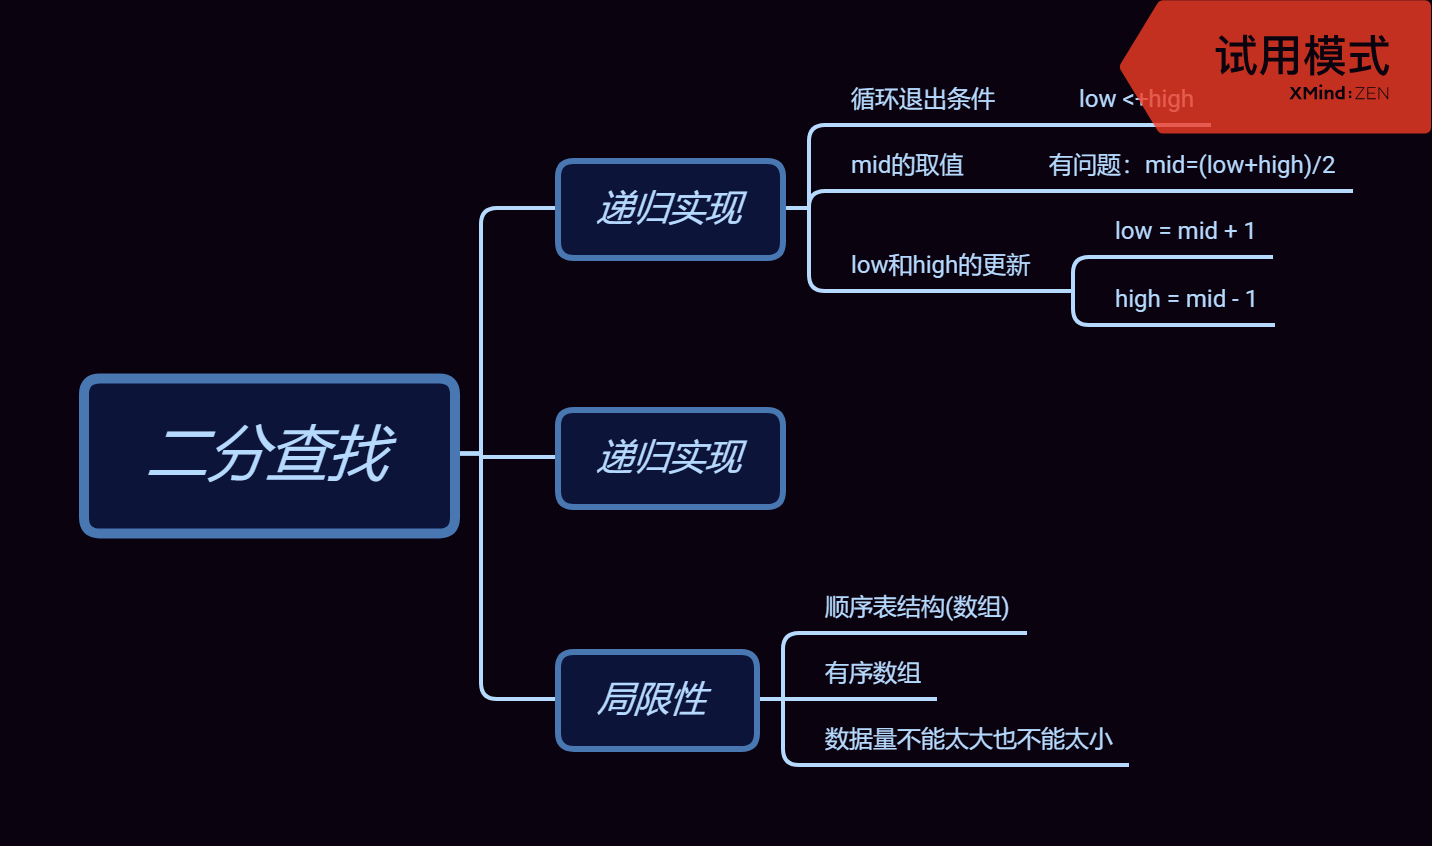 试用模式
XMind:ZEN
循环退出条件
low <+high
mid的取值
有问题：mid=(low+high)/2
递归实现
low = mid + 1
low和high的更新
high = mid - 1
二分查找
递归实现
顺序表结构(数组)
有序数组
局限性
数据量不能太大也不能太小